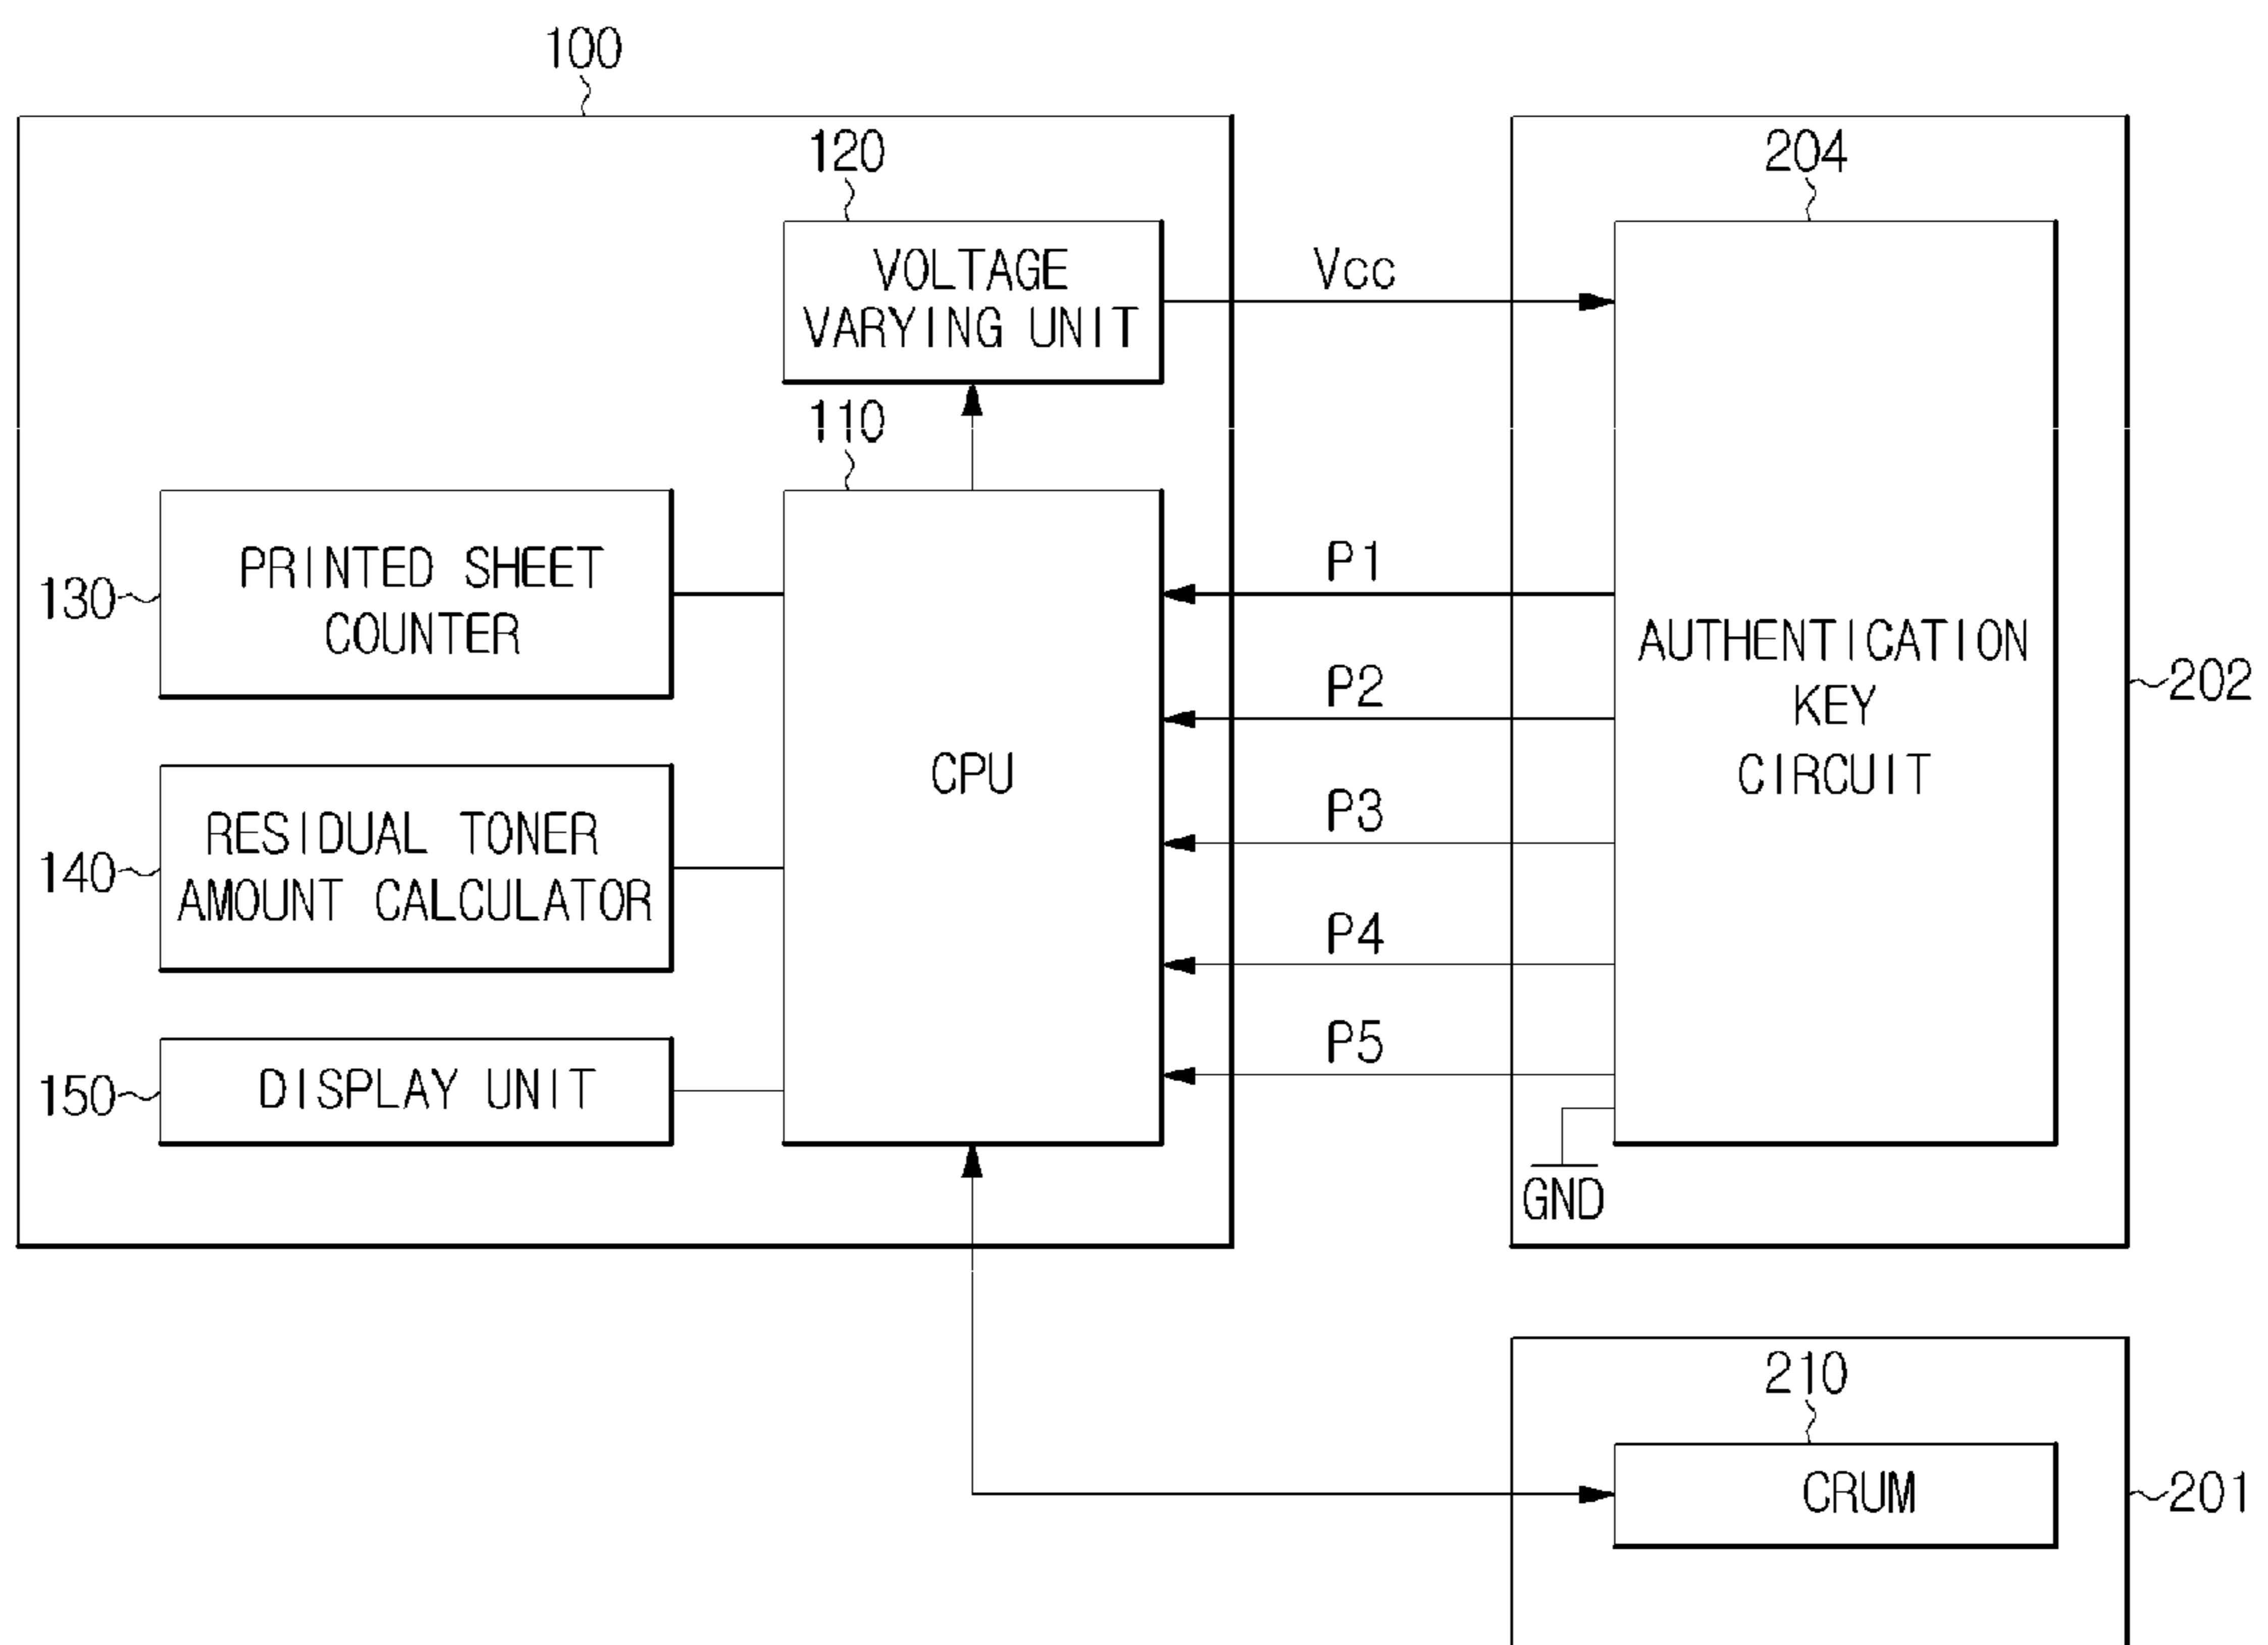 100
120
204
VOLTAGE
VARYING UNIT
Vcc
110
130
PRINTED SHEET
COUNTER
P1
AUTHENTICATION
KEY
CIRCUIT
202
P2
CPU
140
RESIDUAL TONER
AMOUNT CALCULATOR
P3
P4
150
DISPLAY UNIT
P5
GND
210
CRUM
201